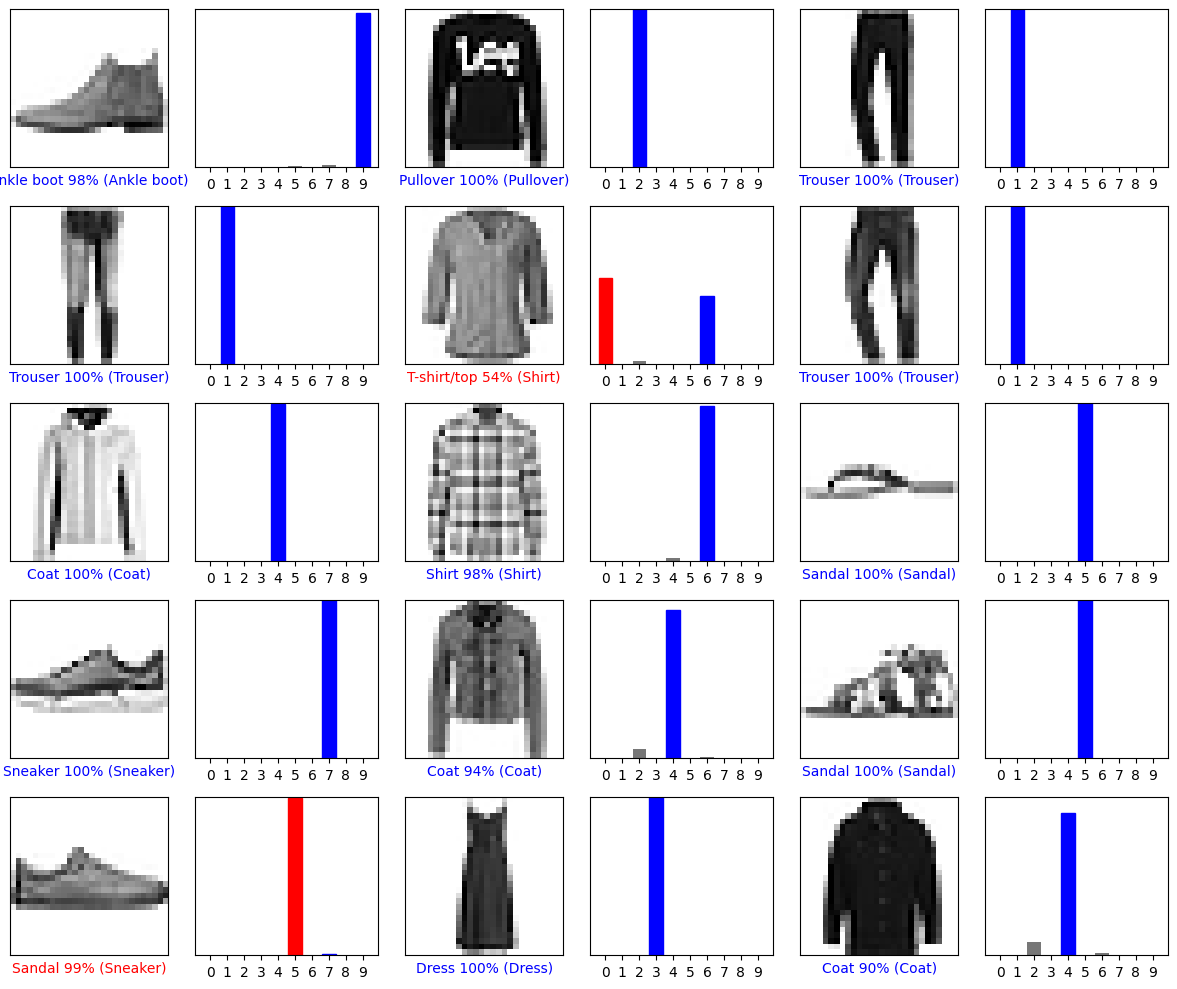 Lee
0 1 2 3 4 5 6 7 8 9
0 1 2 3 4 5 6 7 8 9
0 1 2 3 4 5 6 7 8 9
nkle boot 98% (Ankle boot)
Pullover 100% (Pullover)
Trouser 100% (Trouser)
0 1 2 3 4 5 6 7 8 9
0 1 2 3 4 5 6 7 8 9
0 1 2 3 4 5 6 7 8 9
Trouser 100% (Trouser)
T-shirt/top 54% (Shirt)
Trouser 100% (Trouser)
0 1 2 3 4 5 6 7 8 9
0 1 2 3 4 5 6 7 8 9
0 1 2 3 4 5 6 7 8 9
Coat 100% (Coat)
Shirt 98% (Shirt)
Sandal 100% (Sandal)
0 1 2 3 4 5 6 7 8 9
0 1 2 3 4 5 6 7 8 9
0 1 2 3 4 5 6 7 8 9
Sneaker 100% (Sneaker)
Coat 94% (Coat)
Sandal 100% (Sandal)
0 1 2 3 4 5 6 7 8 9
0 1 2 3 4 5 6 7 8 9
0 1 2 3 4 5 6 7 8 9
Sandal 99% (Sneaker)
Dress 100% (Dress)
Coat 90% (Coat)